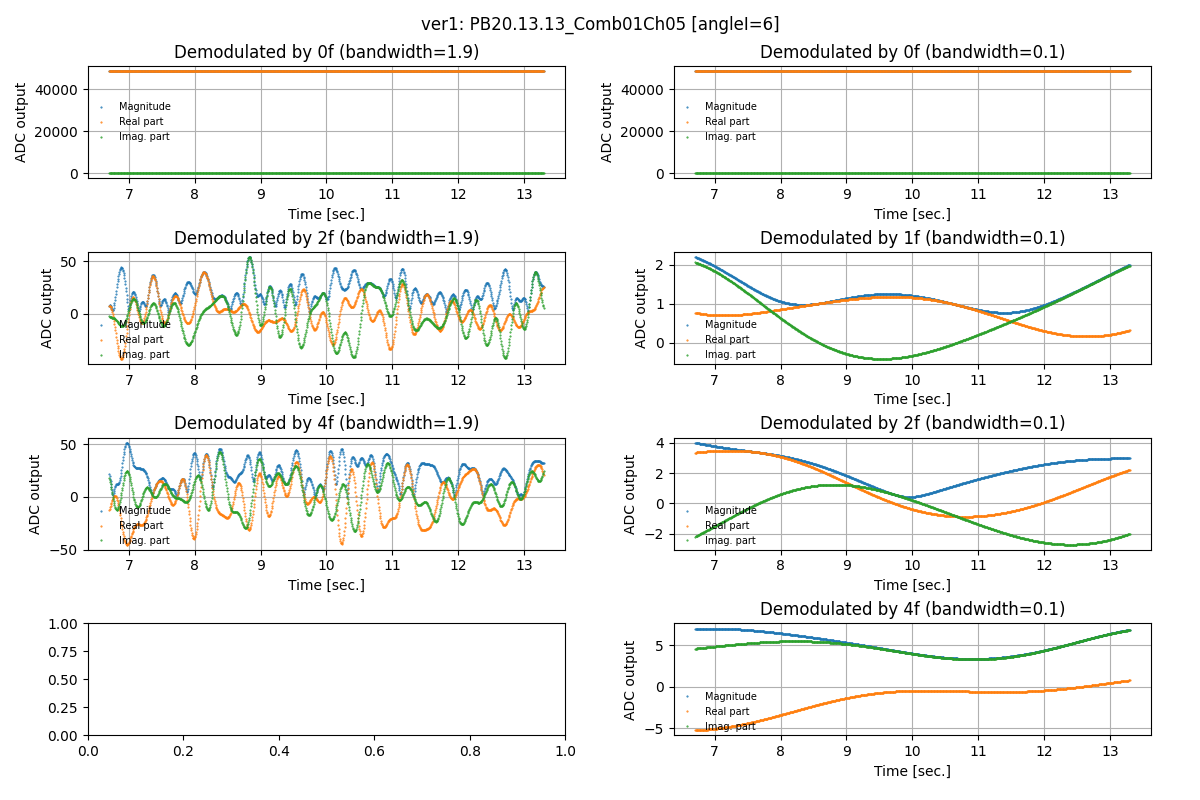 ver1: PB20.13.13_Comb01Ch05 [angleI=6]
Demodulated by 0f (bandwidth=1.9)
ADC output
40000
20000
0
Magnitude
Real part
Imag. part
7 8 9 10 11 12 13
Time [sec.]
Demodulated by 0f (bandwidth=0.1)
ADC output
40000
20000
0
Magnitude
Real part
Imag. part
7 8 9 10 11 12 13
Time [sec.]
Demodulated by 2f (bandwidth=1.9)
ADC output
50
0
Magnitude
Real part
Imag. part
7 8 9 10 11 12 13
Time [sec.]
Demodulated by 1f (bandwidth=0.1)
ADC output
2
1
0
Magnitude
Real part
Imag. part
7 8 9 10 11 12 13
Time [sec.]
Demodulated by 4f (bandwidth=1.9)
ADC output
50
0
−50
Magnitude
Real part
Imag. part
7 8 9 10 11 12 13
Time [sec.]
Demodulated by 2f (bandwidth=0.1)
ADC output
4
2
0
−2
Magnitude
Real part
Imag. part
7 8 9 10 11 12 13
Time [sec.]
1.00
0.75
0.50
0.25
0.00
0.0 0.2 0.4 0.6 0.8 1.0
Demodulated by 4f (bandwidth=0.1)
ADC output
5
0
−5
Magnitude
Real part
Imag. part
7 8 9 10 11 12 13
Time [sec.]